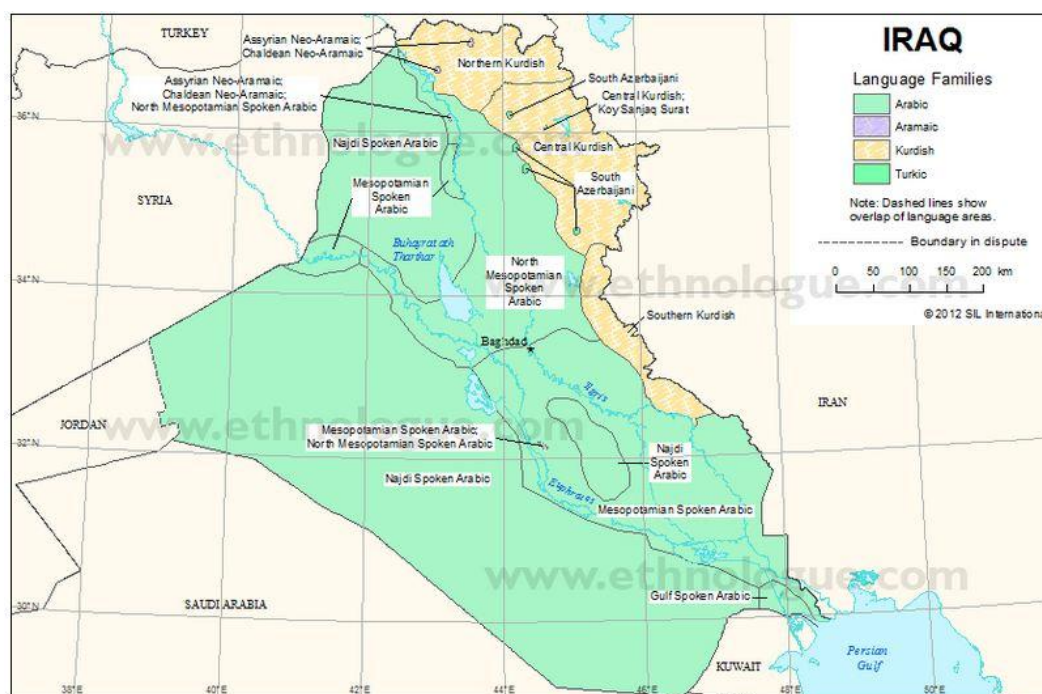 IRAQ
Language Families
Arabic
Aramaic
Kurdish
Turkic
Note: Dashed lines show
overlap of language areas.
Boundary in dispute
0 50 100 150 200 km
© 2012 SIL Internationa
TURKEY
Assyrian Neo-Aramaic;
Chaldean Neo-Aramaic
Northern Kurdish
Assyrian Neo-Aramaic;
Chaldean Neo-Aramaic;
North Mesopotamian Spoken Arabic
South Azerbaijani
Central Kurdish;
Koy Sanjaq Surat
36°N
www.ethnologue.com
Najdi Spoken Arabic
Central Kurdish
South
Azerbaijani
Mesopotamian
Spoken
Arabic
SYRIA
Buhayrat ath
Tharthar
North
Mesopotamian
Spoken
Arabic
34°N
www.ethnologue.com
Southern Kurdish
Baghdad
Tigris
IRAN
JORDAN
www.ethnologue.com
32°N
Mesopotamian Spoken Arabic;
North Mesopotamian Spoken Arabic
Najdi
Spoken
Arabic
Najdi Spoken Arabic
Euphrates
Mesopotamian Spoken Arabic
www.ethnologue.com
Gulf Spoken Arabic
30°N
SAUDI ARABIA
KUWAIT
Persian
Gulf
38°E
40°E
42°E
44°E
46°E
48°E
50°E